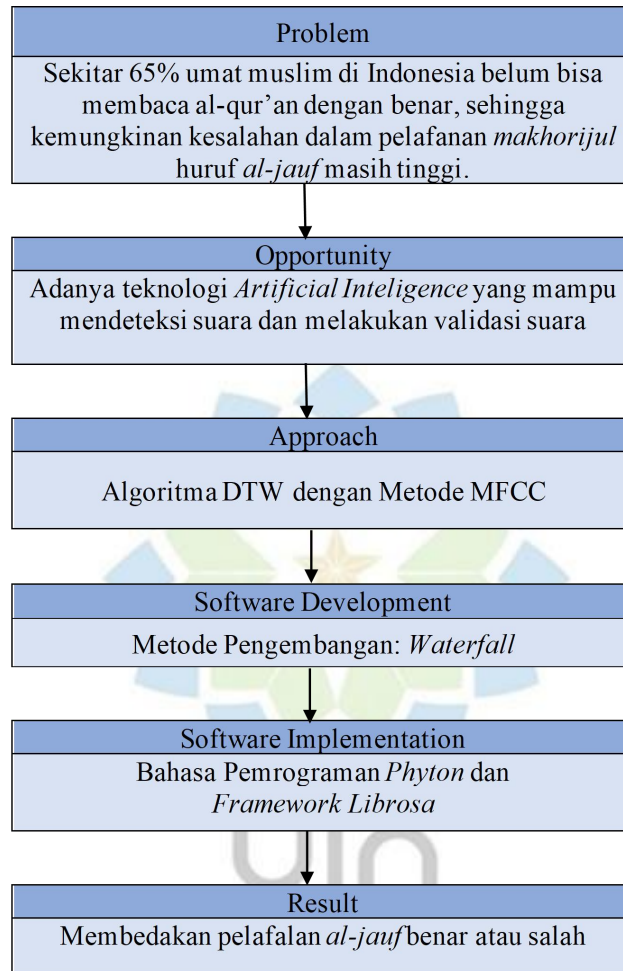 Problem
Sekitar 65% umat muslim di Indonesia belum bisa
membaca al-qur’an dengan benar, sehingga
kemungkinan kesalahan dalam pelafanan makhorijul
huruf al-jauf masih tinggi.
Opportunity
Adanya teknologi Artificial Inteligence yang mampu
mendeteksi suara dan melakukan validasi suara
Approach
Algoritma DTW dengan Metode MFCC
Software Development
Metode Pengembangan: Waterfall
Software Implementation
Bahasa Pemrograman Phyton dan
Framework Librosa
uin
Result
Membedakan pelafalan al-jauf benar atau salah